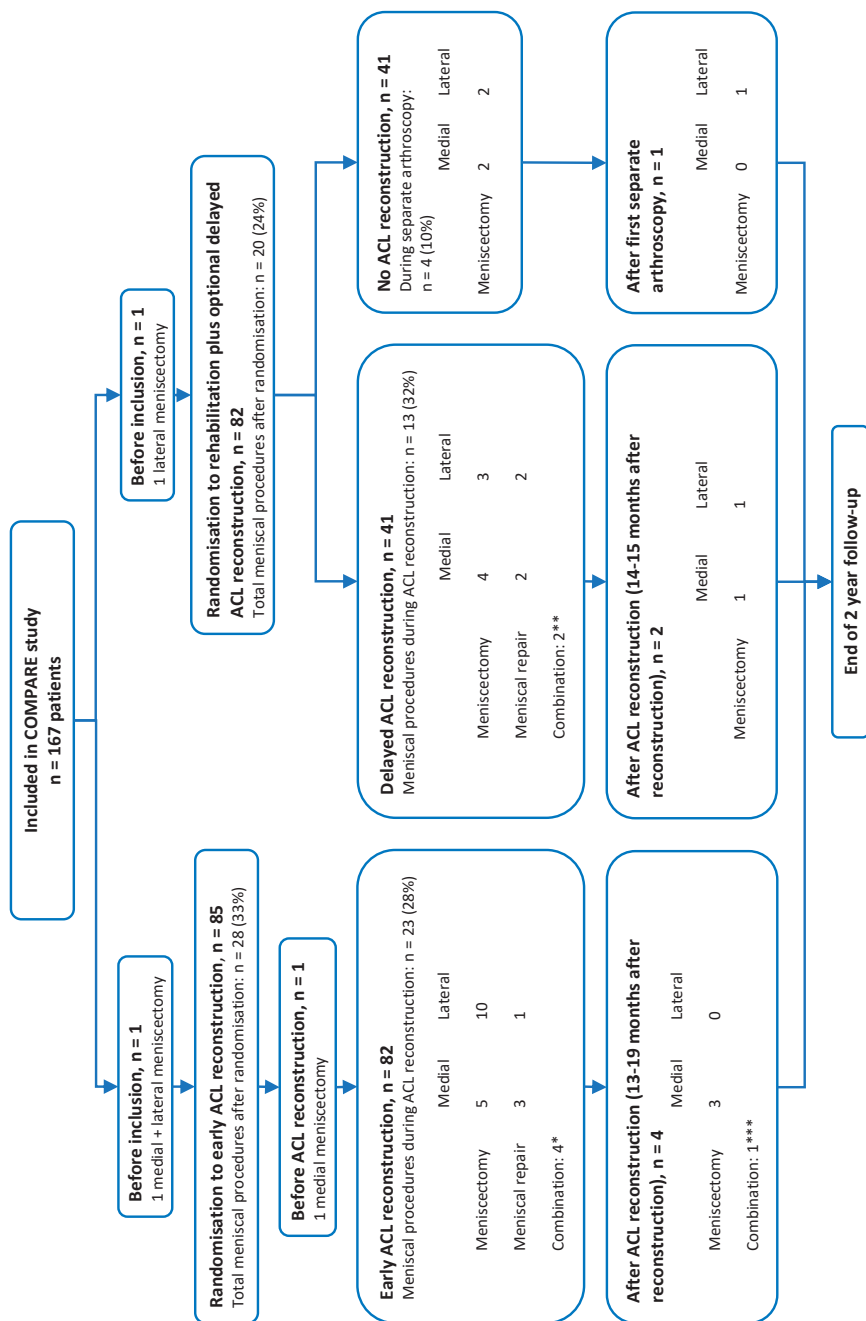 Included in COMPARE study
n = 167 patients
Before inclusion, n = 1
1 medial + lateral meniscectomy
Randomisation to early ACL reconstruction, n = 85
Total meniscal procedures after randomisation: n = 28 (33%)
Before ACL reconstruction, n = 1
1 medial meniscectomy
Early ACL reconstruction, n = 82
Meniscal procedures during ACL reconstruction: n = 23 (28%)
Medial Lateral
Meniscectomy 5 10
Meniscal repair 3 1
Combination: 4*
After ACL reconstruction (13-19 months after
reconstruction), n = 4
Medial Lateral
Meniscectomy 3 0
Combination: 1***
Before inclusion, n = 1
1 lateral meniscectomy
Randomisation to rehabilitation plus optional delayed
ACL reconstruction, n = 82
Total meniscal procedures after randomisation: n = 20 (24%)
Delayed ACL reconstruction, n = 41
Meniscal procedures during ACL reconstruction: n = 13 (32%)
Medial Lateral
Meniscectomy 4 3
Meniscal repair 2 2
Combination: 2**
After ACL reconstruction (14-15 months after
reconstruction), n = 2
Medial Lateral
Meniscectomy 1 1
No ACL reconstruction, n = 41
During separate arthroscopy:
n = 4 (10%)
Medial Lateral
Meniscectomy 2 2
After first separate
arthroscopy, n = 1
Medial Lateral
Meniscectomy 0 1
End of 2 year follow-up